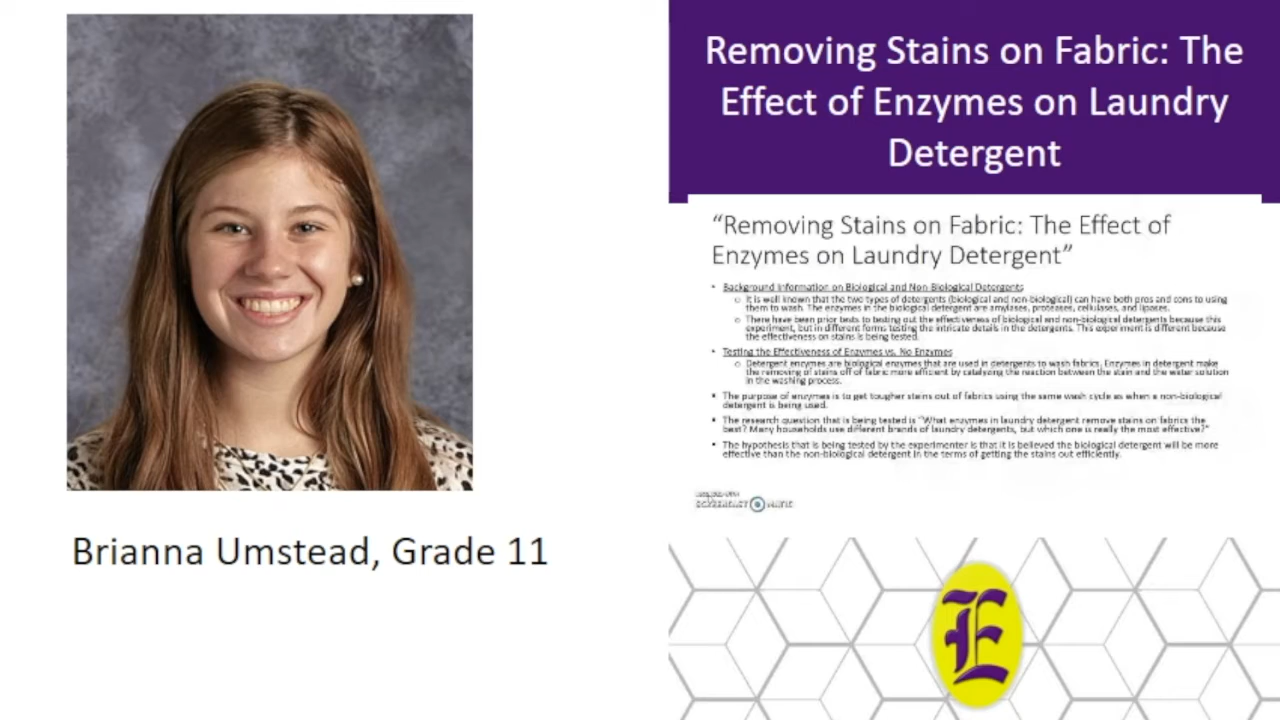 Removing Stains on Fabric: The
Effect of Enzymes on Laundry
Detergent
"Removing Stains on Fabric: The Effect of
Enzymes on Laundry Detergent"
Background Information on Biological and Non-Biological Detergents
It is well known that the two types of detergents (biological and non-biological) can have both pros and cons to using
them to wash. The enzymes in the biological detergent are amylases, proteases, cellulases, and lipases.
There have been prior tests to testing out the effectiveness of biological and non-biological detergents because this
experiment, but in different forms testing the intricate details in the detergents. This experiment is different because
the effectiveness on stains is being tested.
Testing the Effectiveness of Enzymes vs. No Enzymes
Detergent enzymes are biological enzymes that are used in detergents to wash fabrics. Enzymes in detergent make
the removing of stains off of fabric more efficient by catalyzing the reaction between the stain and the water solution
in the washing process.
The purpose of enzymes is to get tougher stains out of fabrics using the same wash cycle as when a non-biological
detergent is being used.
The research question that is being tested is "What enzymes in laundry detergent remove stains on fabrics the
best? Many households use different brands of laundry detergents, but which one is really the most effective?"
The hypothesis that is being tested by the experimenter is that it is believed the biological detergent will be more
effective than the non-biological detergent in the terms of getting the stains out efficiently.
E
Brianna Umstead, Grade 11